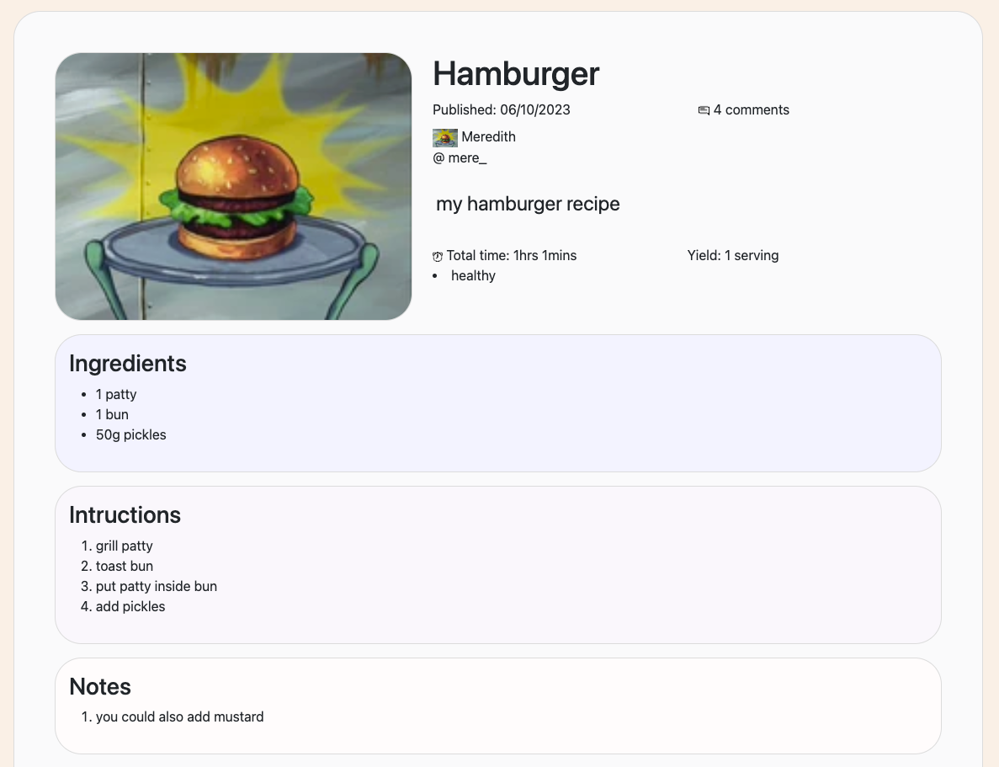 Hamburger
Published: 06/10/2023
4 comments
Meredith
@ mere_
my hamburger recipe
Total time: 1hrs 1mins
Yield: 1 serving
• healthy
Ingredients
• 1 patty
• 1 bun
• 50g pickles
Intructions
1. grill patty
2. toast bun
3. put patty inside bun
4. add pickles
Notes
1. you could also add mustard